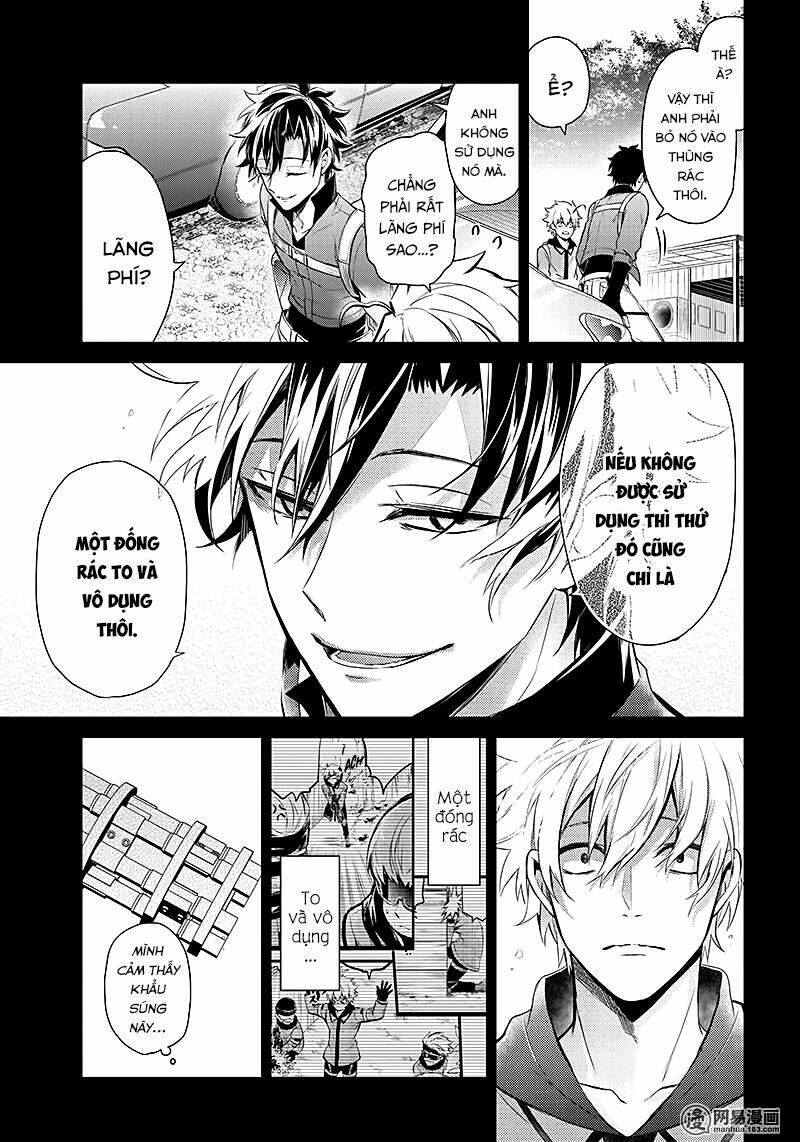 THẾ
À?
VẬY THÌ
ANH PHẢI
BỎ NÓ VÀO
THÙNG
RÁC
THÔI.
Ể?
ANH
KHÔNG
SỬ DỤNG
NÓ MÀ.
CHẲNG
PHẢI RẤT
LÃNG PHÍ
SAO...?
LÃNG
PHÍ?
NẾU KHÔNG
ĐƯỢC SỬ
DỤNG THÌ THỨ
ĐÓ CŨNG
CHỈ LÀ
MỘT ĐỐNG
RÁC TO VÀ
VÔ DỤNG
THÔI.
Một
đóng
rác
ACH
To
và vô
dụng
...
MÌNH
CẢM THẤY
KHẨU
SÚNG
NÀY...
网易漫画
manhua.163.com